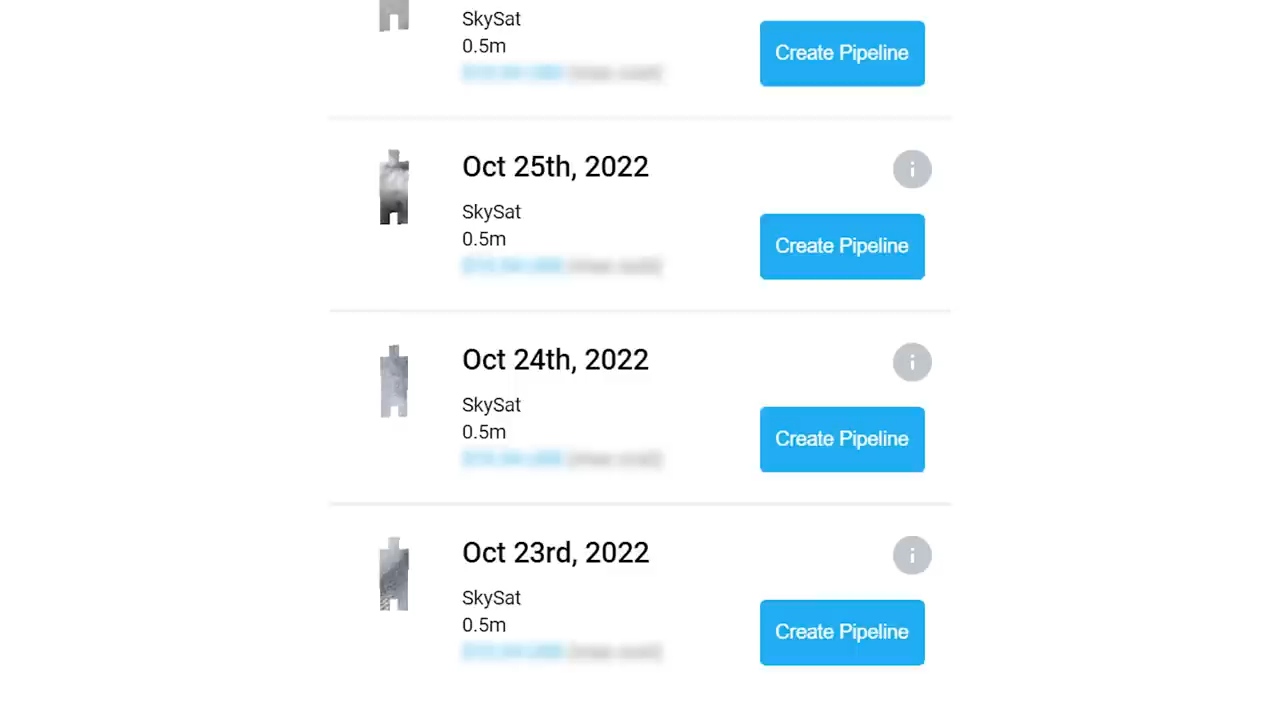 SkySat
0.5m
Create Pipeline
Oct 25th, 2022
SkySat
0.5m
Create Pipeline
Oct 24th, 2022
SkySat
0.5m
Create Pipeline
Oct 23rd, 2022
SkySat
0.5m
Create Pipeline